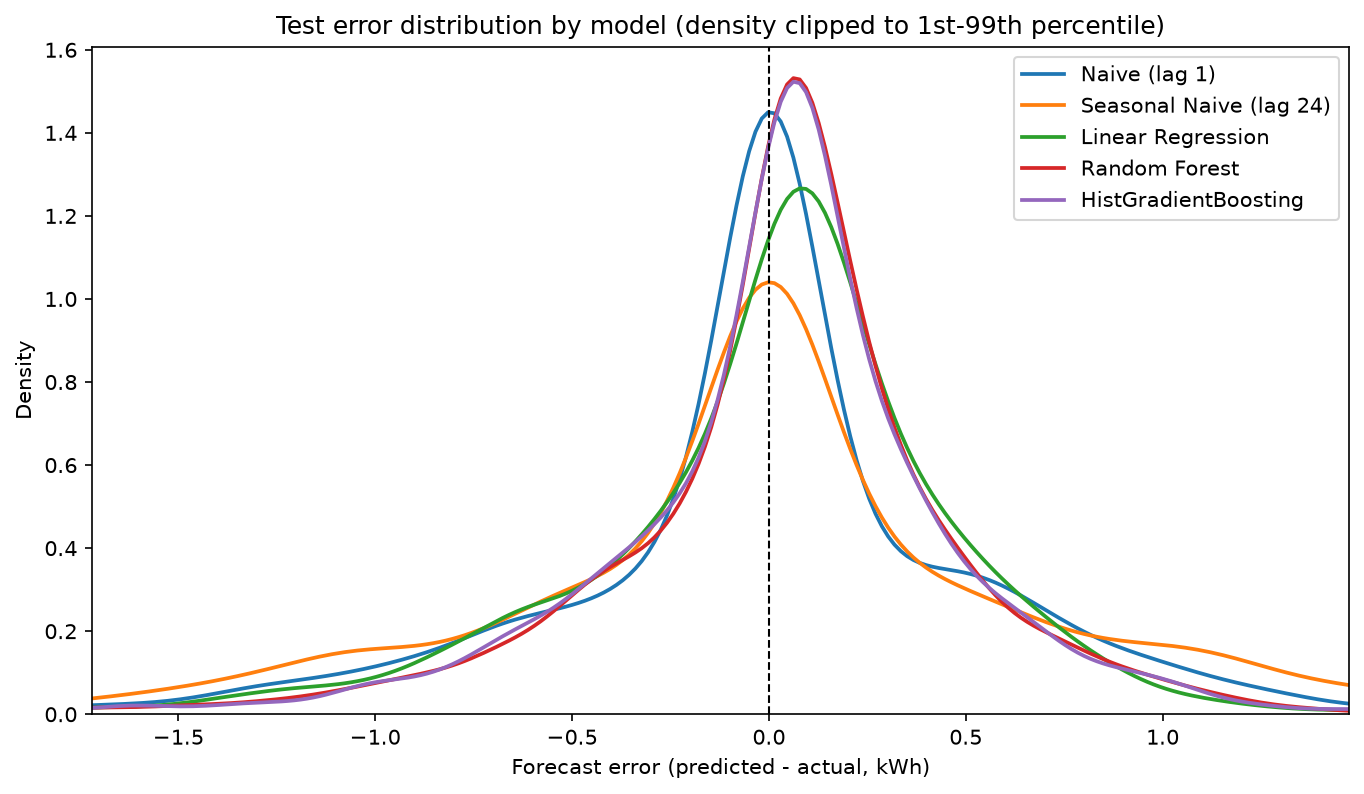 Test error distribution by model (density clipped to 1st-99th percentile)
1.6
1.4
1.2
1.0
0.8
0.6
0.4
0.2
0.0
Density
Naive (lag 1)
Seasonal Naive (lag 24)
Linear Regression
Random Forest
HistGradientBoosting
−1.5 −1.0 −0.5 0.0 0.5 1.0
Forecast error (predicted - actual, kWh)